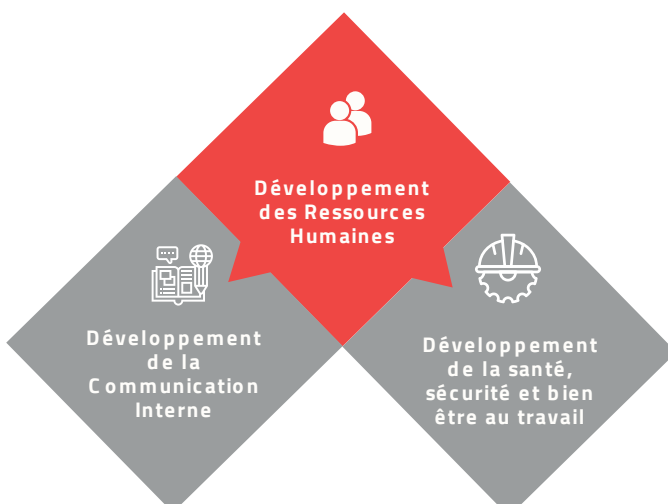 Développement
des Ressources
Humaines
Développement
de la
Communication
Interne
Développement
de la santé,
sécurité et bien
être au travail